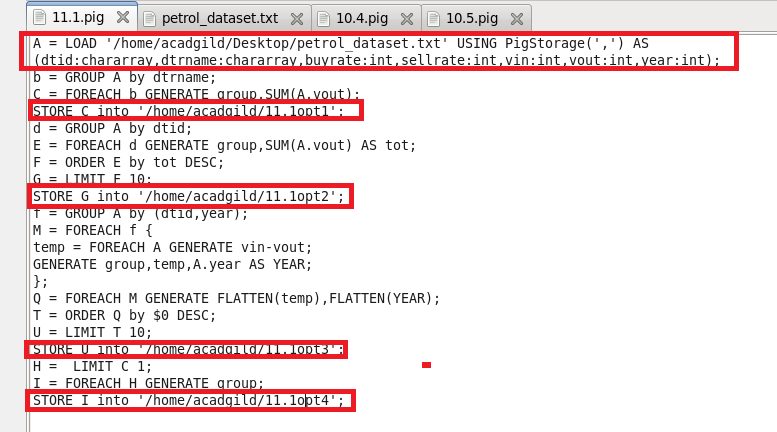 11.1.pig petrol_dataset.txt 10.4.pig 10.5.pig
A = LOAD '/home/acadgild/Desktop/petrol_dataset.txt' USING PigStorage(',') AS
(dtid:chararray,dtrname:chararray,buyrate:int,sellrate:int,vin:int,vout:int,year:int);
b = GROUP A by dtrname;
C = FOREACH b GENERATE group,SUM(A.vout);
STORE C into '/home/acadgild/11.1opt1';
d = GROUP A by dtid;
E = FOREACH d GENERATE group,SUM(A.vout) AS tot;
F = ORDER E by tot DESC;
G = LIMIT F 10;
STORE G into '/home/acadgild/11.1opt2';
f = GROUP A by (dtid,year);
M = FOREACH f {
temp = FOREACH A GENERATE vin-vout;
GENERATE group,temp,A.year AS YEAR;
};
Q = FOREACH M GENERATE FLATTEN(temp),FLATTEN(YEAR);
T = ORDER Q by $0 DESC;
U = LIMIT T 10;
STORE U into '/home/acadgild/11.1opt3';
H =  LIMIT C 1;
I = FOREACH H GENERATE group;
STORE I into '/home/acadgild/11.1opt4';